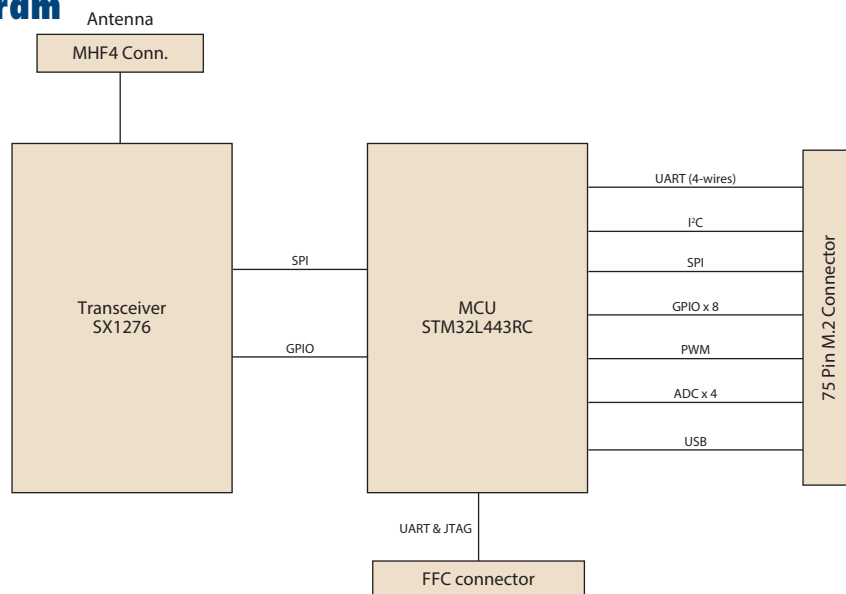 Antenna
MHF4 Conn.
Transceiver
SX1276
SPI
GPIO
MCU
STM32L443RC
UART (4-wires)
I²C
SPI
GPIO x 8
PWM
ADC x 4
USB
75 Pin M.2 Connector
UART & JTAG
FFC connector